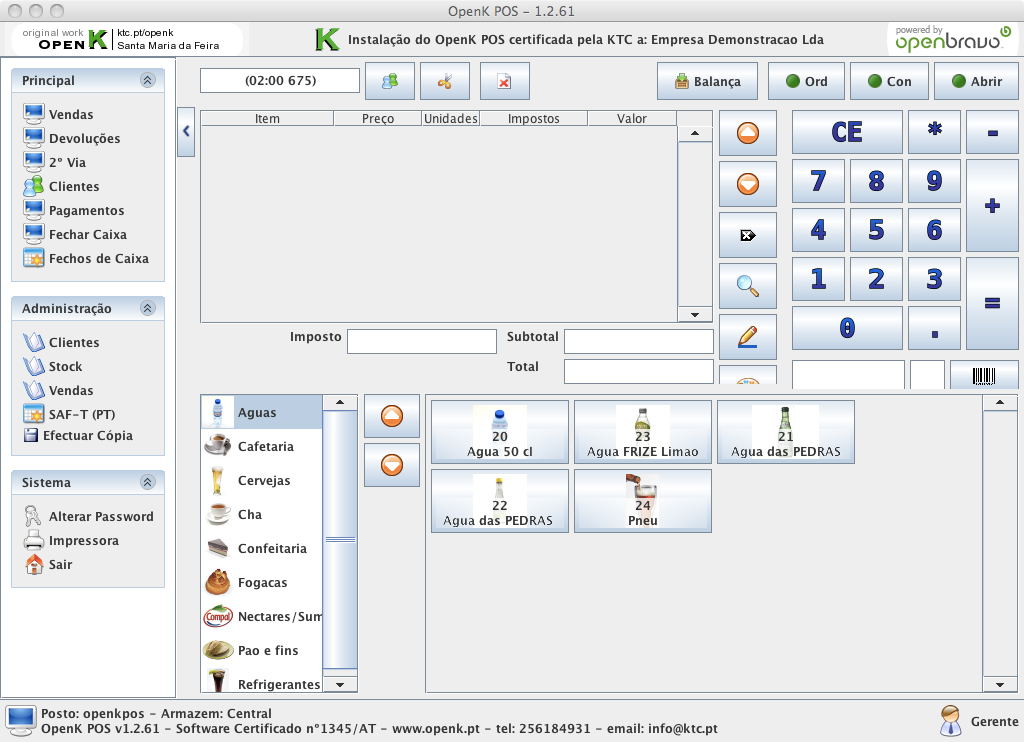 OpenK POS - 1.2.61
original work
OPEN K
ktc.pt/openk
Santa Maria da Feira
Instalação do OpenK POS certificada pela KTC a: Empresa Demonstracao Lda
powered by
openbravo
Principal
Vendas
Devoluções
2º Via
Clientes
Pagamentos
Fechar Caixa
Fechos de Caixa
Administração
Clientes
Stock
Vendas
SAF-T (PT)
Efectuar Cópia
Sistema
Alterar Password
Impressora
Sair
(02:00 675)
Balança
Ord
Con
Abrir
Item Preço Unidades Impostos Valor
CE * -
7 8 9 +
4 5 6
1 2 3 =
0 .
Imposto
Subtotal
Total
Aguas
Cafetaria
Cervejas
Cha
Confeitaria
Fogacas
Compal
Nectares/Sum
Pao e fins
Refrigerantes
20
Agua 50 cl
23
Agua FRIZE Limao
21
Agua das PEDRAS
22
Agua das PEDRAS
24
Pneu
Posto: openkpos - Armazem: Central
OpenK POS v1.2.61 - Software Certificado n°1345/AT - www.openk.pt - tel: 256184931 - email: info@ktc.pt
Gerente